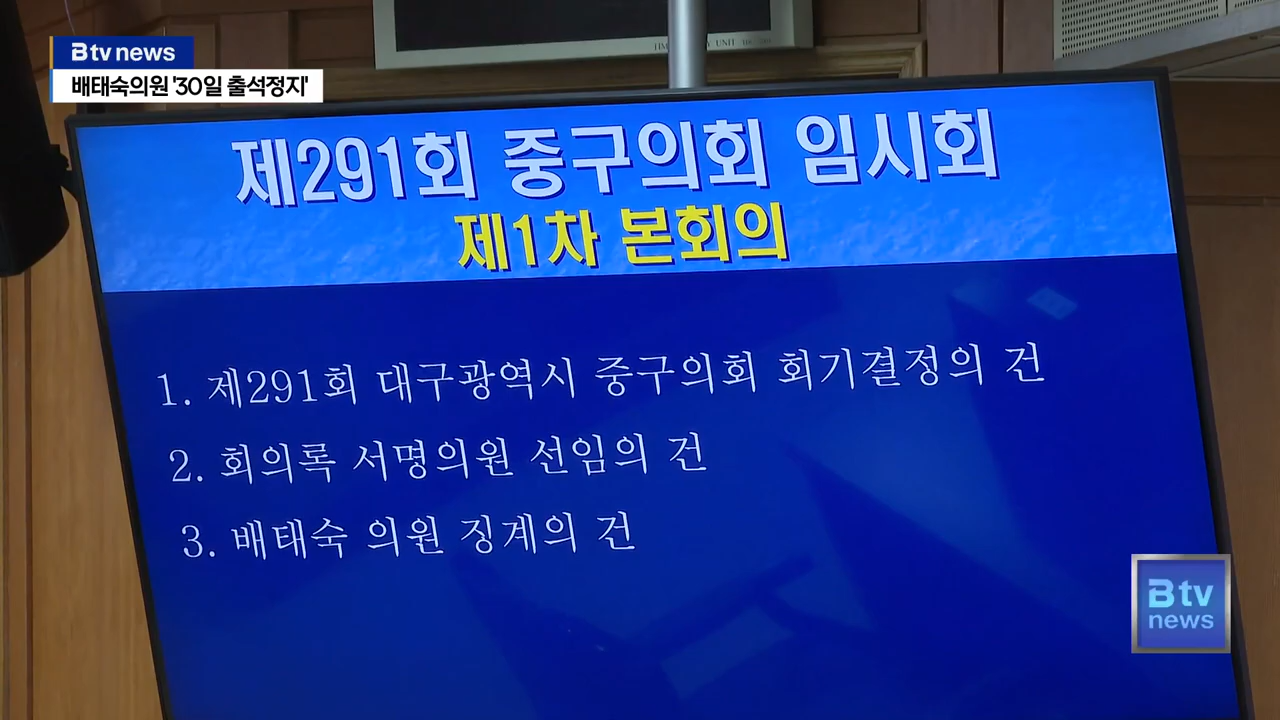 B tv news
배태숙의원 '30일 출석정지'
제291회 중구의회 임시회
제1차 본회의
1. 제291회 대구광역시 중구의회 회기결정의 건
2. 회의록 서명의원 선임의 건
3. 배태숙 의원 징계의 건
B tv
news